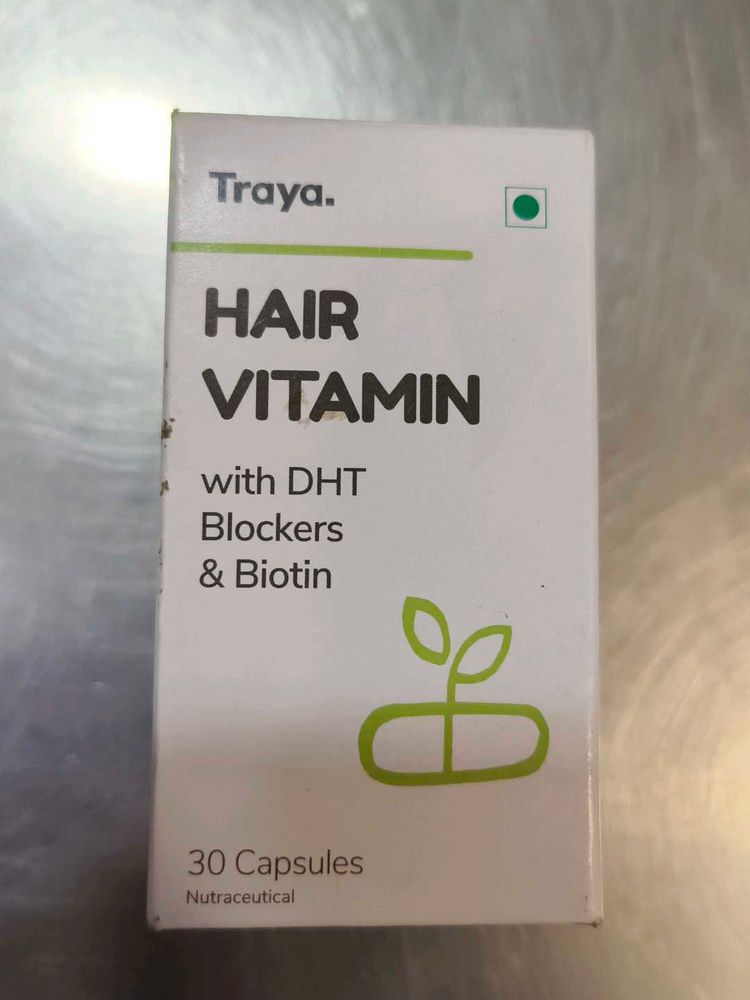 Traya.
HAIR
VITAMIN
with DHT
Blockers
& Biotin
30 Capsules
Nutraceutical